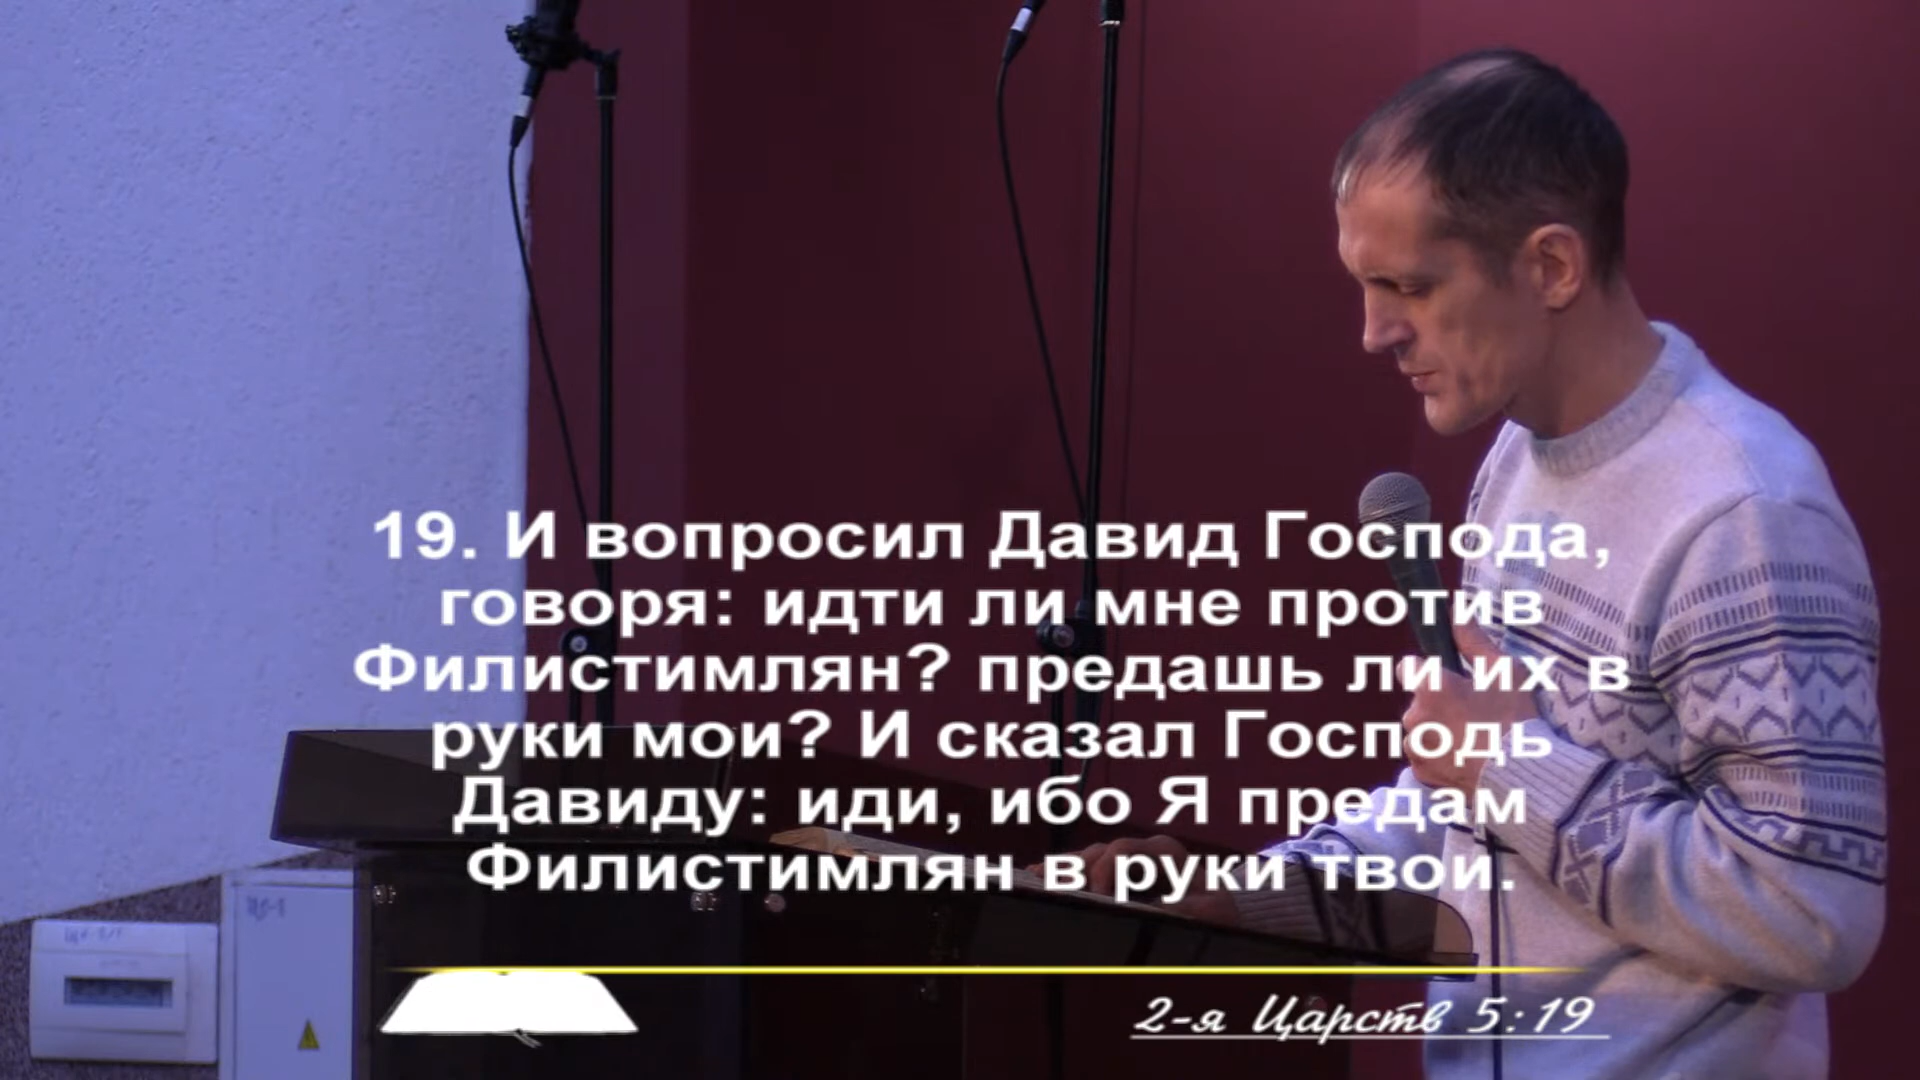 19. И вопросил Давид Господа,
говоря: идти ли мне против
Филистимлян? предашь ли их в
руки мои? И сказал Господь
Давиду: иди, ибо Я предам
Филистимлян в руки твои.
2-я Царств 5:19